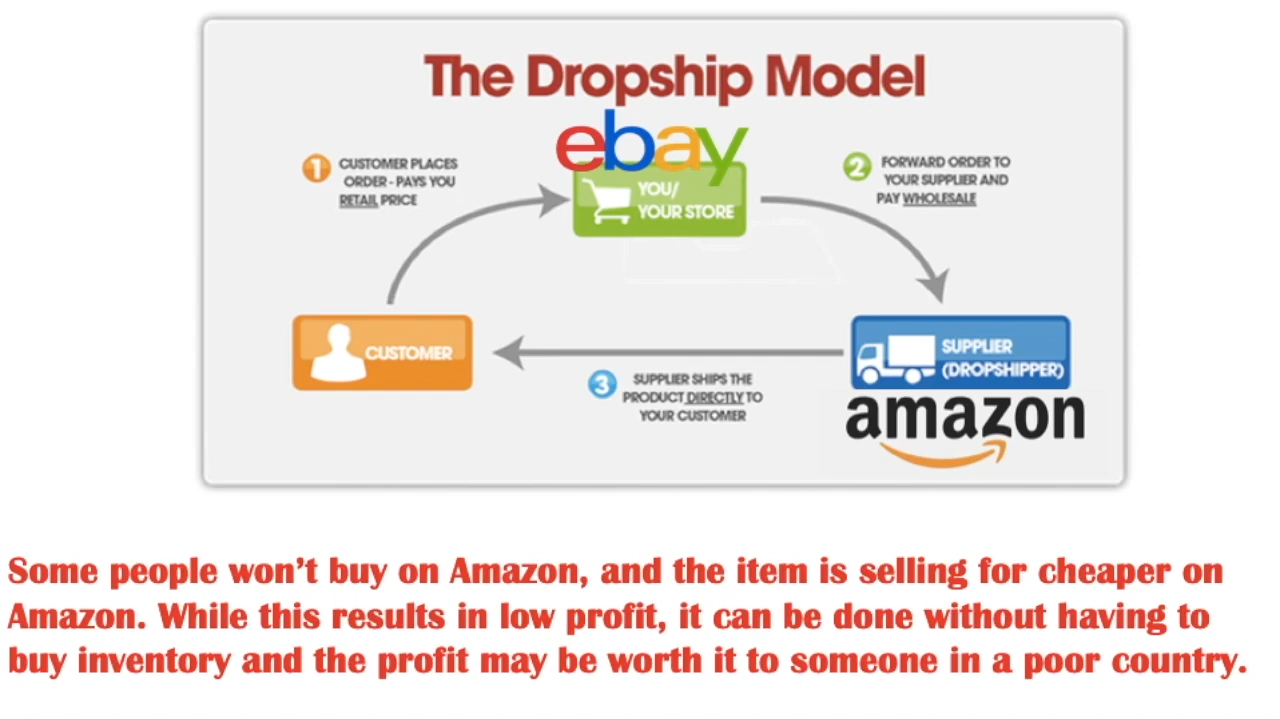 The Dropship Model
ebay
1 CUSTOMER PLACES
ORDER - PAYS YOU
RETAIL PRICE
YOU/
YOUR STORE
2 FORWARD ORDER TO
YOUR SUPPLIER AND
PAY WHOLESALE
CUSTOMER
SUPPLIER
(DROPSHIPPER)
amazon
3 SUPPLIER SHIPS THE
PRODUCT DIRECTLY TO
YOUR CUSTOMER
Some people won’t buy on Amazon, and the item is selling for cheaper on
Amazon. While this results in low profit, it can be done without having to
buy inventory and the profit may be worth it to someone in a poor country.